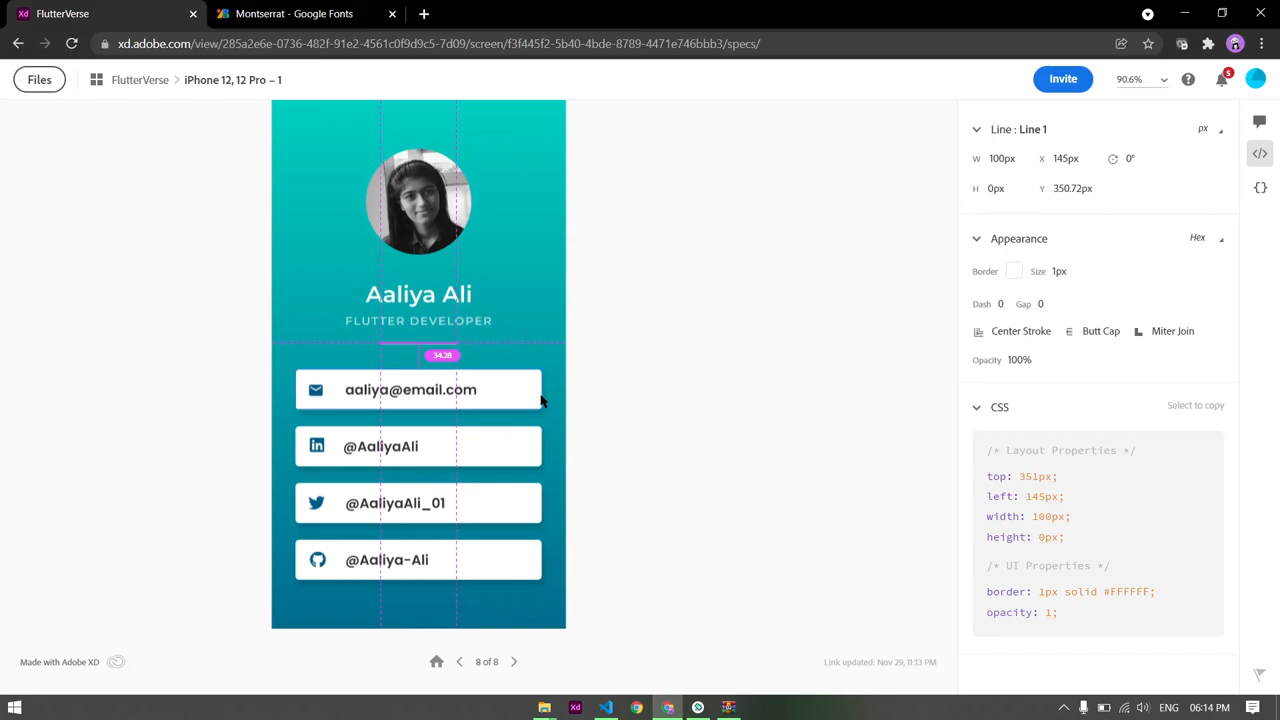 FlutterVerse
Montserrat - Google Fonts
xd.adobe.com/view/285a2e6e-0736-482f-91e2-4561c0f9d9c5-7d09/screen/f3f445f2-5b40-4bde-8789-4471e746bbb3/specs/
Files
FlutterVerse
iPhone 12, 12 Pro – 1
Invite
90.6%
5
Aaliya Ali
FLUTTER DEVELOPER
34.28
aaliya@email.com
@AaliyaAli
@AaliyaAli_01
@Aaliya-Ali
Made with Adobe XD
8 of 8
Link updated: Nov 29, 11:13 PM
Line : Line 1
px
W 100px X 145px 0°
H 0px Y 350.72px
Appearance
Hex
Border Size 1px
Dash 0 Gap 0
Center Stroke Butt Cap Miter Join
Opacity 100%
CSS
Select to copy
/* Layout Properties */
top: 351px;
left: 145px;
width: 100px;
height: 0px;
/* UI Properties */
border: 1px solid #FFFFFF;
opacity: 1;
Xd
ENG
06:14 PM